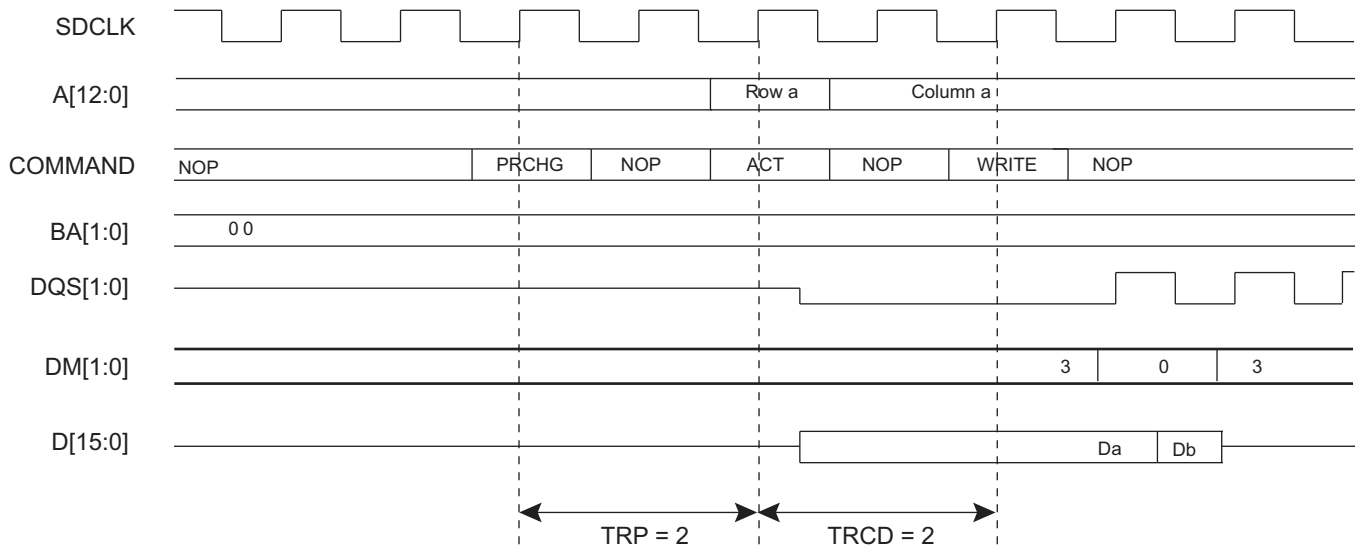 SDCLK
A[12:0] Row a Column a
COMMAND NOP PRCHG NOP ACT NOP WRITE NOP
BA[1:0] 0 0
DQS[1:0]
DM[1:0] 3 0 3
D[15:0] Da Db
TRP = 2 TRCD = 2